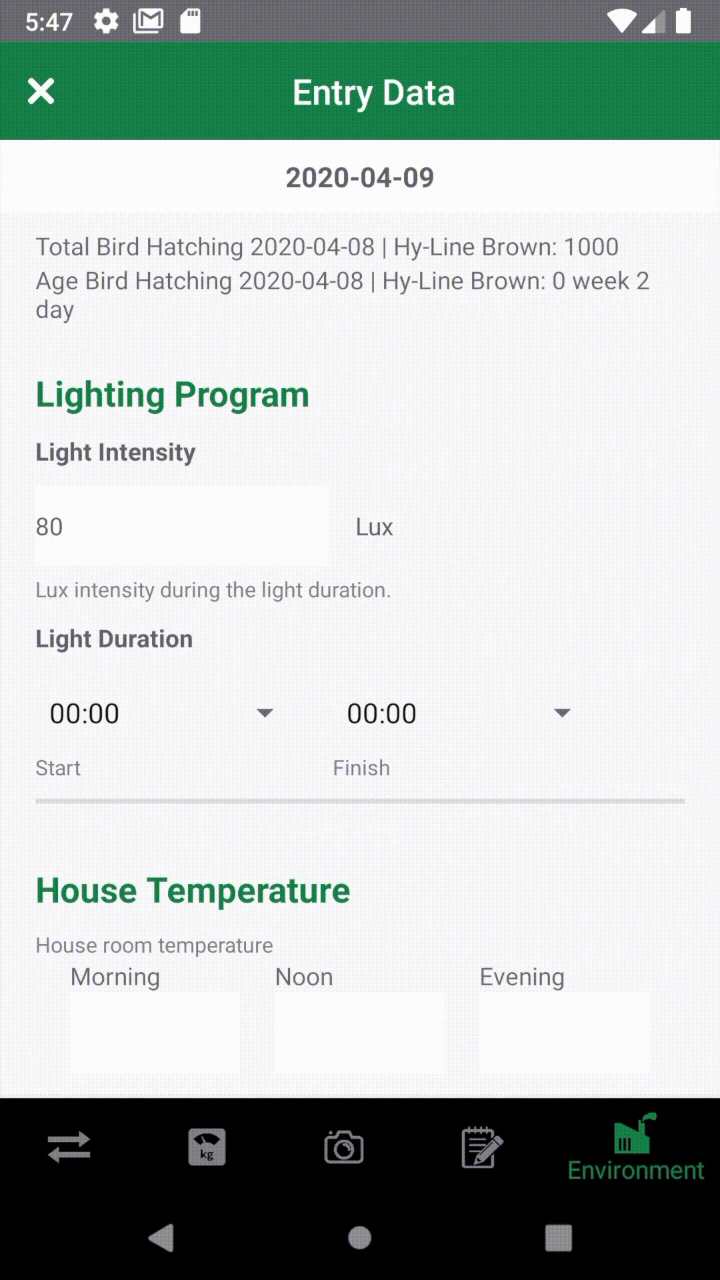 5:47
Entry Data
2020-04-09
Total Bird Hatching 2020-04-08 | Hy-Line Brown: 1000
Age Bird Hatching 2020-04-08 | Hy-Line Brown: 0 week 2
day
Lighting Program
Light Intensity
80 Lux
Lux intensity during the light duration.
Light Duration
00:00 00:00
Start Finish
House Temperature
House room temperature
Morning Noon Evening
kg
Environment